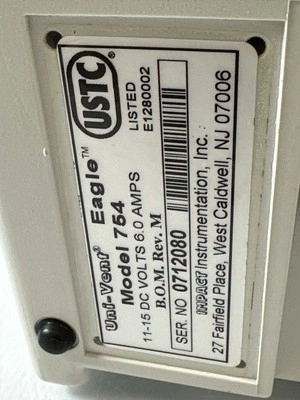 Uni-Vent® Eagle™
Model 754
11-15 DC VOLTS 6.0 AMPS
B.O.M. Rev. M
USTC
LISTED
E1280002
SER. NO 0712080
IMPACT Instrumentation, Inc.
27 Fairfield Place, West Caldwell, NJ 07006